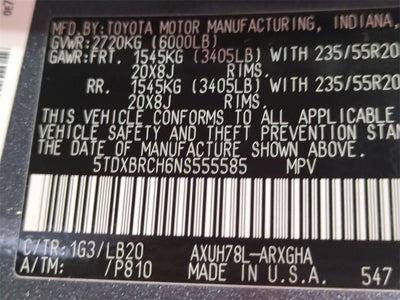 MFD.BY:TOYOTA MOTOR MANUFACTURING, INDIANA,
GVWR:2720KG (6000LB)
GAWR:FRT. 1545KG (3405LB) WITH 235/55R20
20X8J RIMS.
RR. 1545KG (3405LB) WITH 235/55R20
20X8J RIMS.
THIS VEHICLE CONFORMS TO ALL APPLICABLE
VEHICLE SAFETY AND THEFT PREVENTION STAN
THE DATE OF MANUFACTURE SHOWN ABOVE.
5TDXBRCH6NS555585 MPV
C/TR:1G3/LB20 AXUH78L-ARXGHA
A/TM: /P810 MADE IN U.S.A. 547